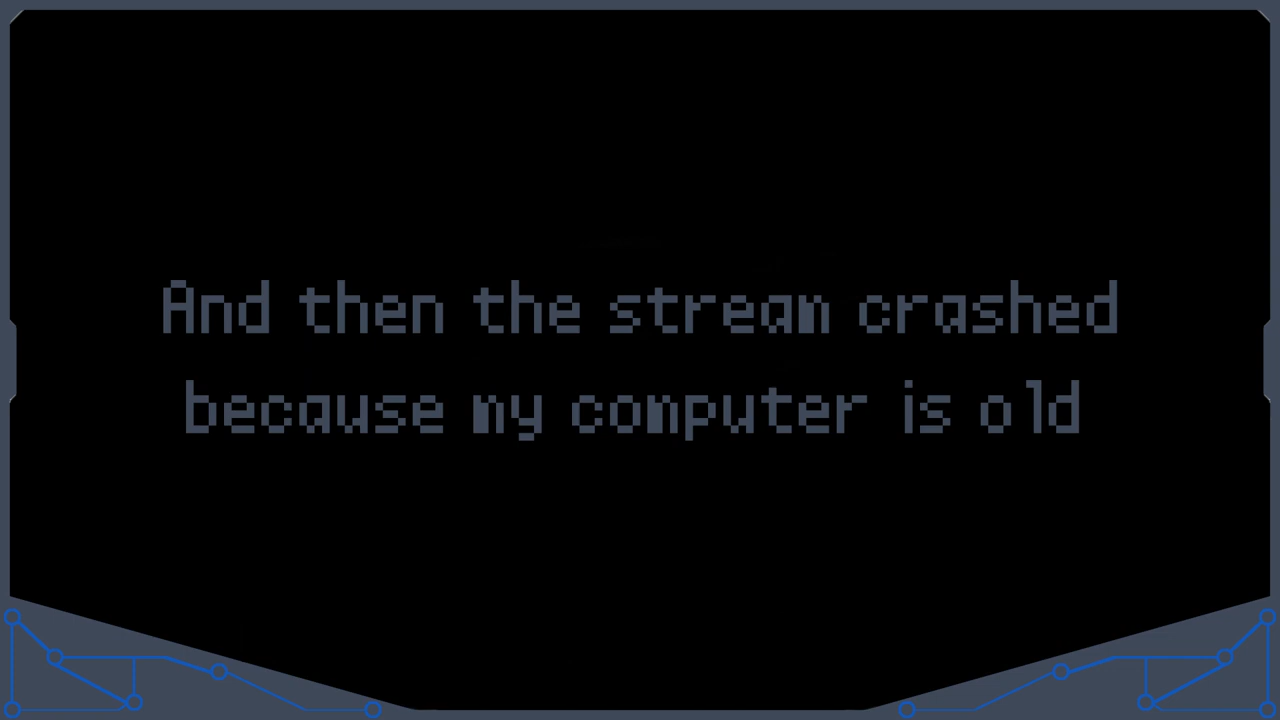 And then the stream crashed
because my computer is old